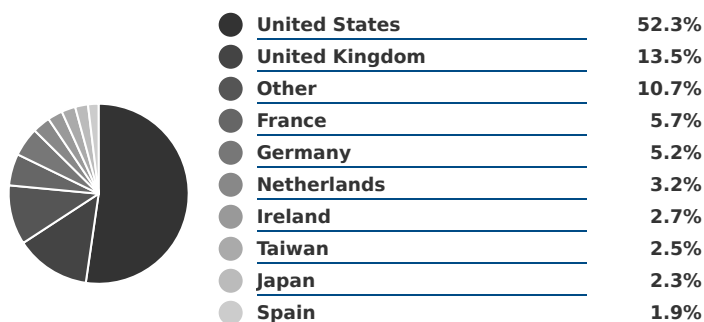 United States 52.3%
United Kingdom 13.5%
Other 10.7%
France 5.7%
Germany 5.2%
Netherlands 3.2%
Ireland 2.7%
Taiwan 2.5%
Japan 2.3%
Spain 1.9%